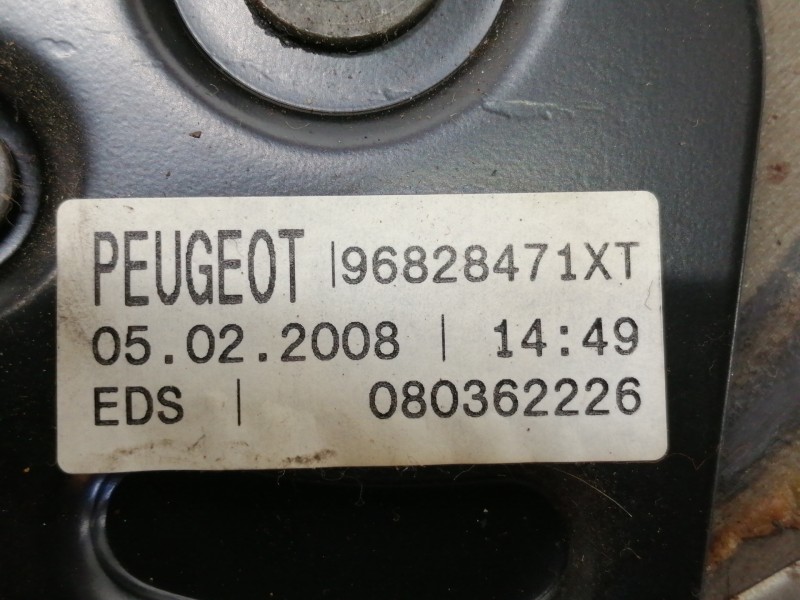 PEUGEOT |96828471XT
05.02.2008 | 14:49
EDS | 080362226